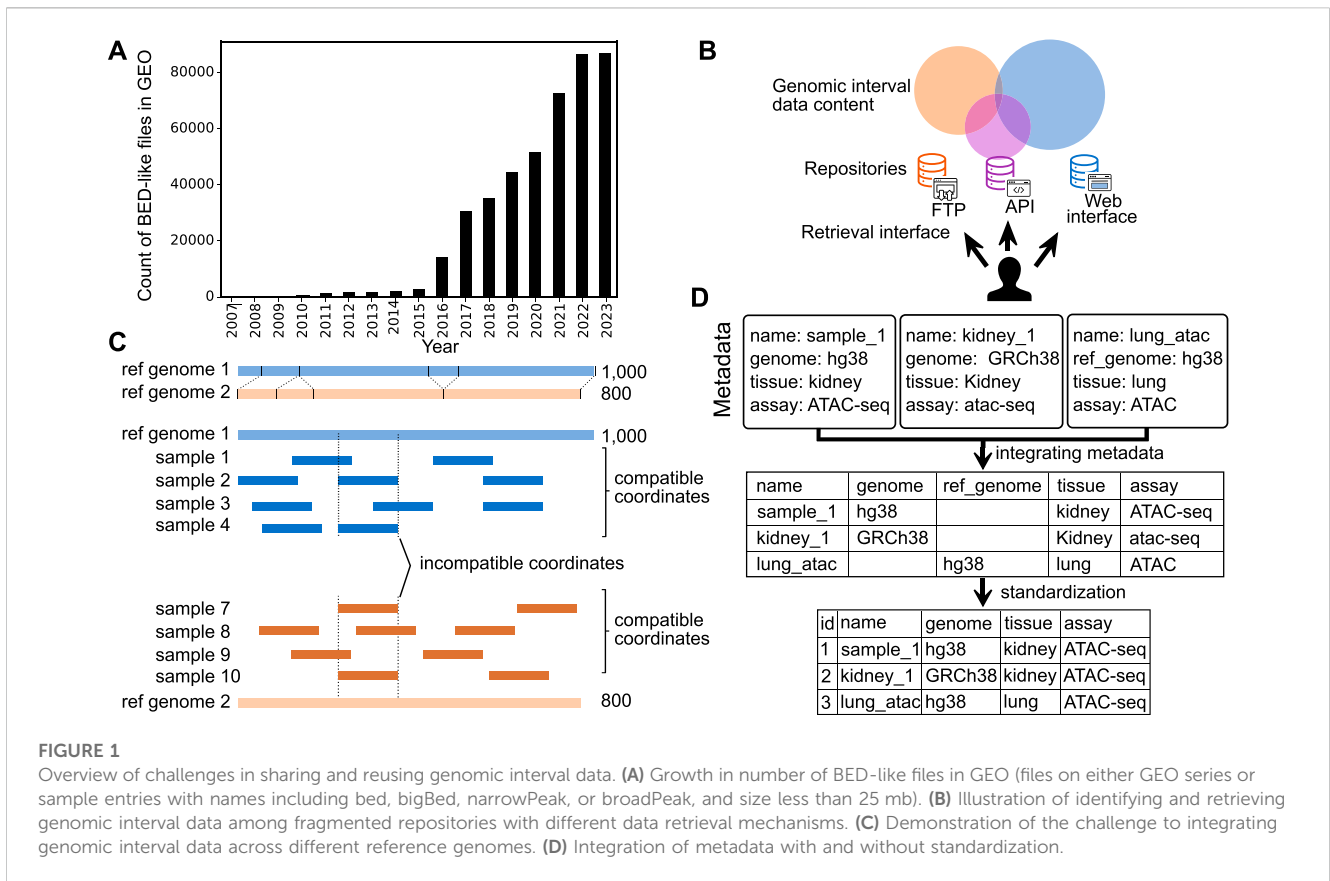 A
Count of BED-like files in GEO
80000
60000
40000
20000
0
2007
2008
2009
2010
2011
2012
2013
2014
2015
2016
2017
2018
2019
2020
2021
2022
2023
Year
B
Genomic interval
data content
Repositories
FTP
API
Web
interface
Retrieval interface
C
ref genome 1
1,000
ref genome 2
800
ref genome 1
1,000
sample 1
sample 2
sample 3
sample 4
compatible
coordinates
incompatible coordinates
sample 7
sample 8
sample 9
sample 10
compatible
coordinates
ref genome 2
800
D
Metadata
name: sample_1
genome: hg38
tissue: kidney
assay: ATAC-seq
name: kidney_1
genome: GRCh38
tissue: Kidney
assay: atac-seq
name: lung_atac
ref_genome: hg38
tissue: lung
assay: ATAC
integrating metadata
name genome ref_genome tissue assay
sample_1 hg38 kidney ATAC-seq
kidney_1 GRCh38 Kidney atac-seq
lung_atac hg38 lung ATAC
standardization
id name genome tissue assay
1 sample_1 hg38 kidney ATAC-seq
2 kidney_1 GRCh38 kidney ATAC-seq
3 lung_atac hg38 lung ATAC-seq
FIGURE 1
Overview of challenges in sharing and reusing genomic interval data. (A) Growth in number of BED-like files in GEO (files on either GEO series or
sample entries with names including bed, bigBed, narrowPeak, or broadPeak, and size less than 25 mb). (B) Illustration of identifying and retrieving
genomic interval data among fragmented repositories with different data retrieval mechanisms. (C) Demonstration of the challenge to integrating
genomic interval data across different reference genomes. (D) Integration of metadata with and without standardization.